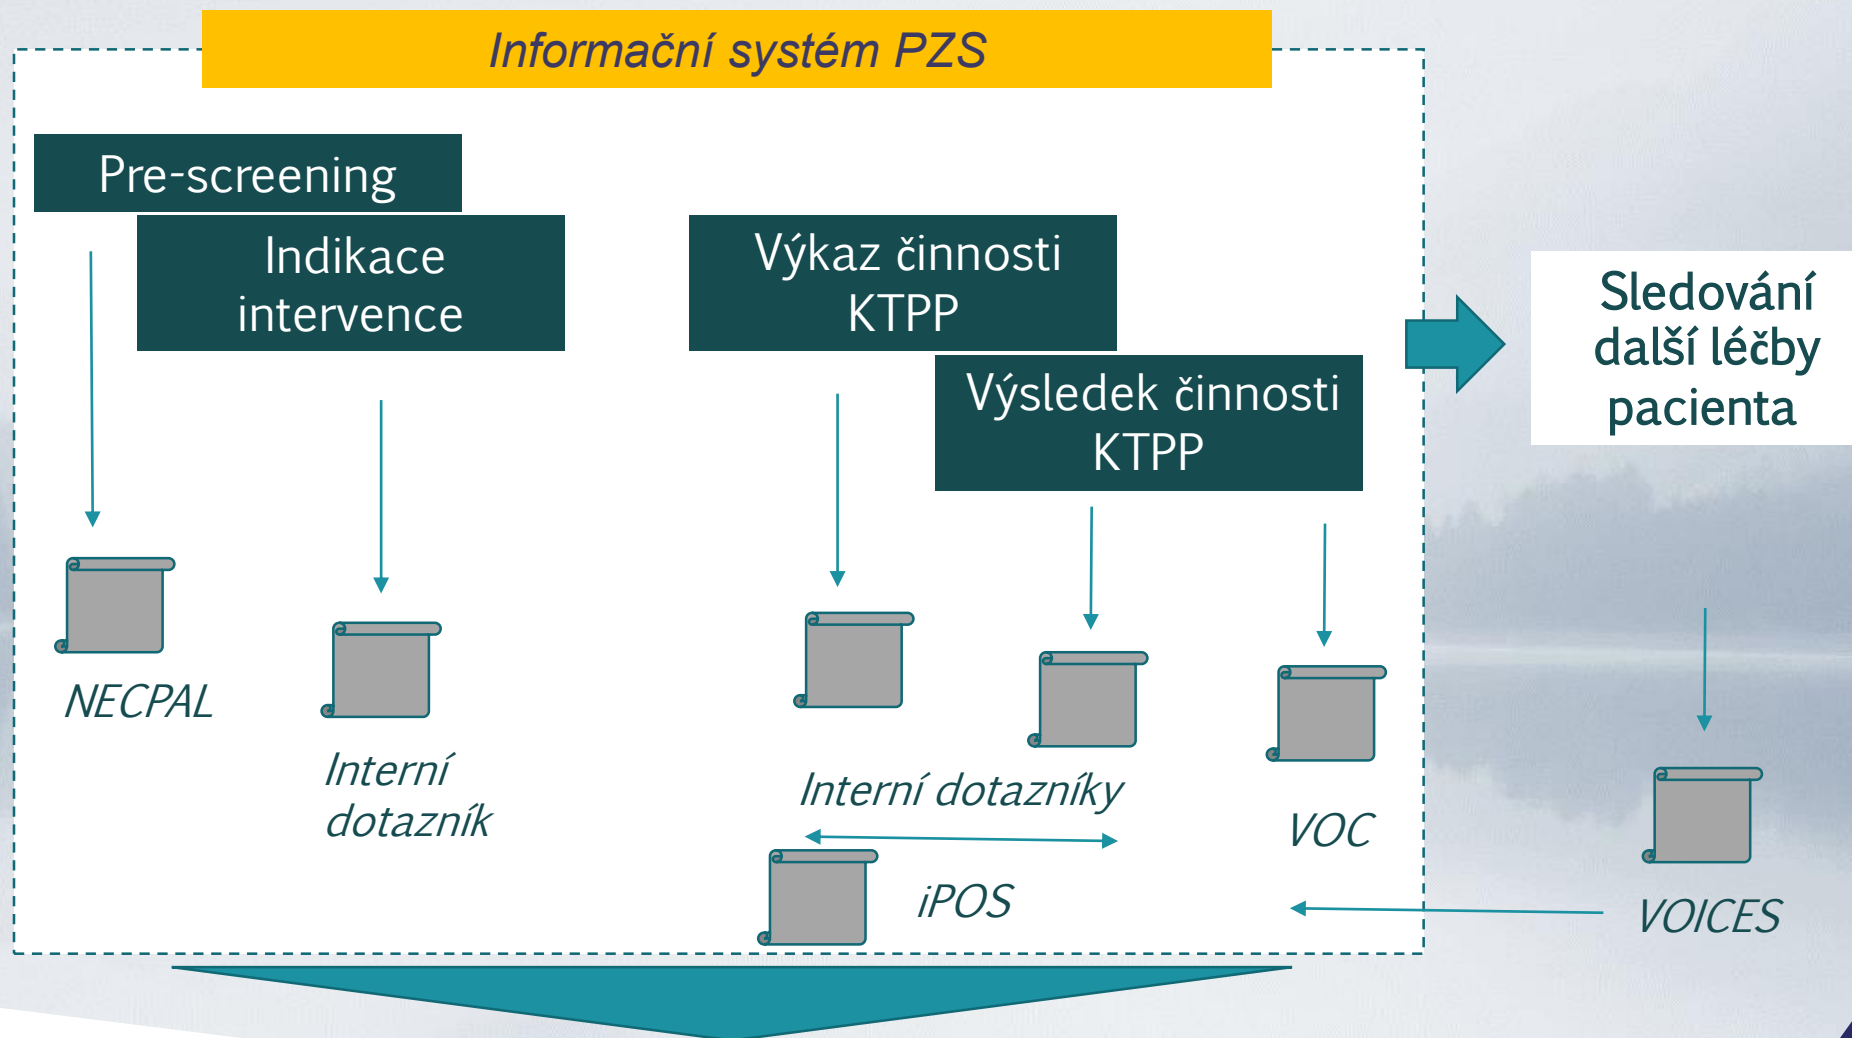 Informační systém PZS
Pre-screening
Indikace
intervence
Výkaz činnosti
KTPP
Výsledek činnosti
KTPP
Sledování
další léčby
pacienta
NECPAL
Interní
dotazník
Interní dotazníky
VOC
iPOS
VOICES